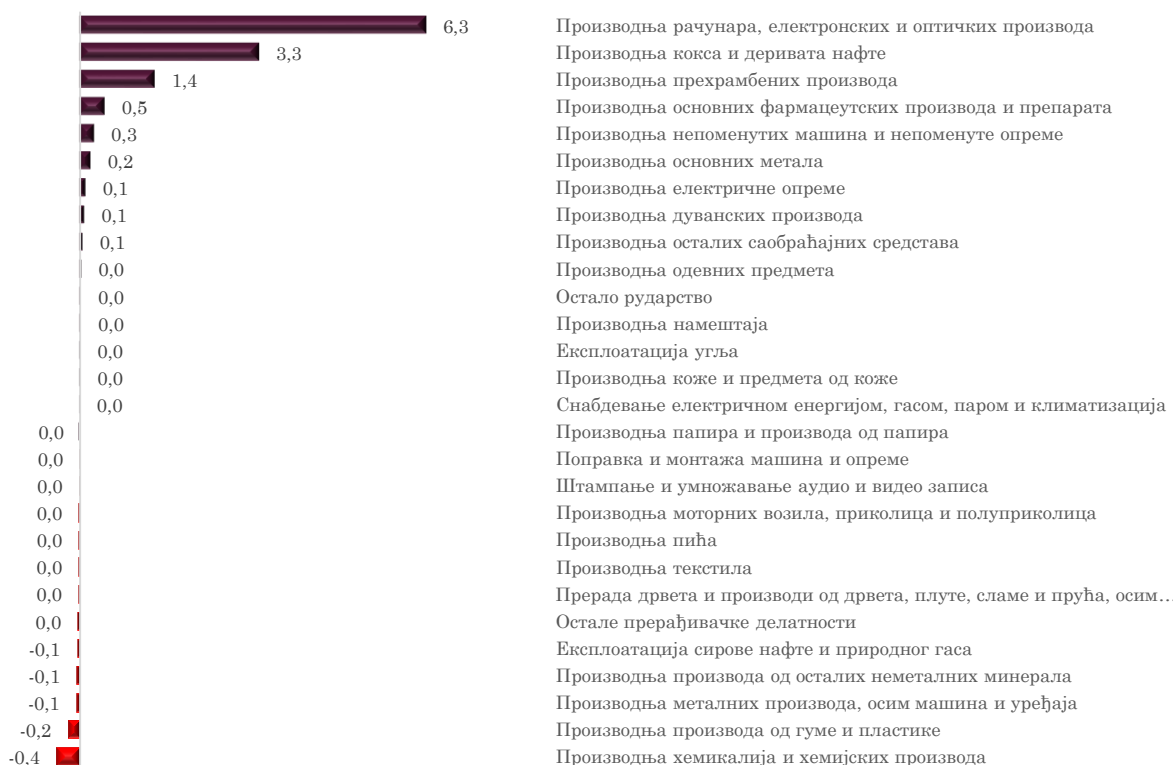 6,3 Производња рачунара, електронских и оптичких производа
3,3 Производња кокса и деривата нафте
1,4 Производња прехрамбених производа
0,5 Производња основних фармацеутских производа и препарата
0,3 Производња непоменутих машина и непоменуте опреме
0,2 Производња основних метала
0,1 Производња електричне опреме
0,1 Производња дуванских производа
0,1 Производња осталих саобраћајних средстава
0,0 Производња одевних предмета
0,0 Остало рударство
0,0 Производња намештаја
0,0 Експлоатација угља
0,0 Производња коже и предмета од коже
0,0 Снабдевање електричном енергијом, гасом, паром и климатизација
0,0 Производња папира и производа од папира
0,0 Поправка и монтажа машина и опреме
0,0 Штампање и умножавање аудио и видео записа
0,0 Производња моторних возила, приколица и полуприколица
0,0 Производња пића
0,0 Производња текстила
0,0 Прерада дрвета и производи од дрвета, плуте, сламе и прућа, осим…
0,0 Остале прерађивачке делатности
-0,1 Експлоатација сирове нафте и природног гаса
-0,1 Производња производа од осталих неметалних минерала
-0,1 Производња металних производа, осим машина и уређаја
-0,2 Производња производа од гуме и пластике
-0,4 Производња хемикалија и хемијских производа